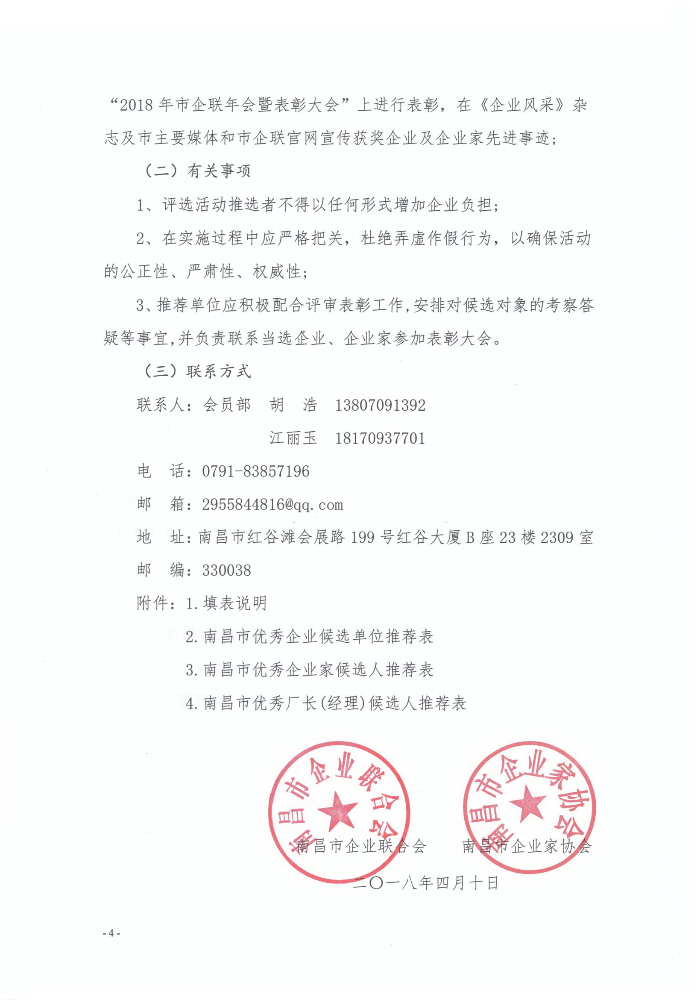 “2018 年市企联年会暨表彰大会”上进行表彰，在《企业风采》杂
志及市主要媒体和市企联官网宣传获奖企业及企业家先进事迹；
（二）有关事项
1、评选活动推选者不得以任何形式增加企业负担；
2、在实施过程中应严格把关，杜绝弄虚作假行为，以确保活动
的公正性、严肃性、权威性；
3、推荐单位应积极配合评审表彰工作,安排对候选对象的考察答
疑等事宜,并负责联系当选企业、企业家参加表彰大会。
（三）联系方式
联系人：会员部 胡 浩 13807091392
江丽玉 18170937701
电 话：0791-83857196
邮 箱：2955844816@qq.com
地 址：南昌市红谷滩会展路 199 号红谷大厦 B 座 23 楼 2309 室
邮 编：330038
附件：1.填表说明
2.南昌市优秀企业候选单位推荐表
3.南昌市优秀企业家候选人推荐表
4.南昌市优秀厂长(经理)候选人推荐表
南昌市企业联合会
南昌市企业家协会
南昌市企业联合会 南昌市企业家协会
二〇一八年四月十日
- 4 -